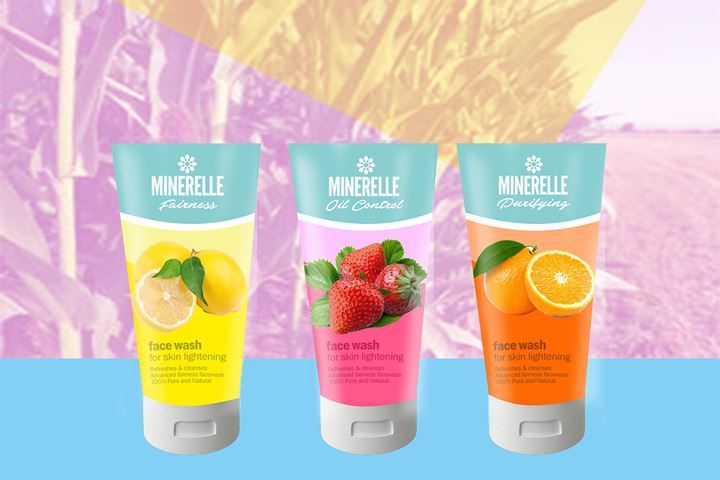 MINERELLE
Fairness
face wash
for skin lightening
Refreshes & cleanses
Advanced fairness facewash
100% Pure and Natural
MINERELLE
Oil Control
face wash
for skin lightening
Refreshes & cleanses
Advanced fairness facewash
100% Pure and Natural
MINERELLE
Purifying
face wash
for skin lightening
Refreshes & cleanses
Advanced fairness facewash
100% Pure and Natural